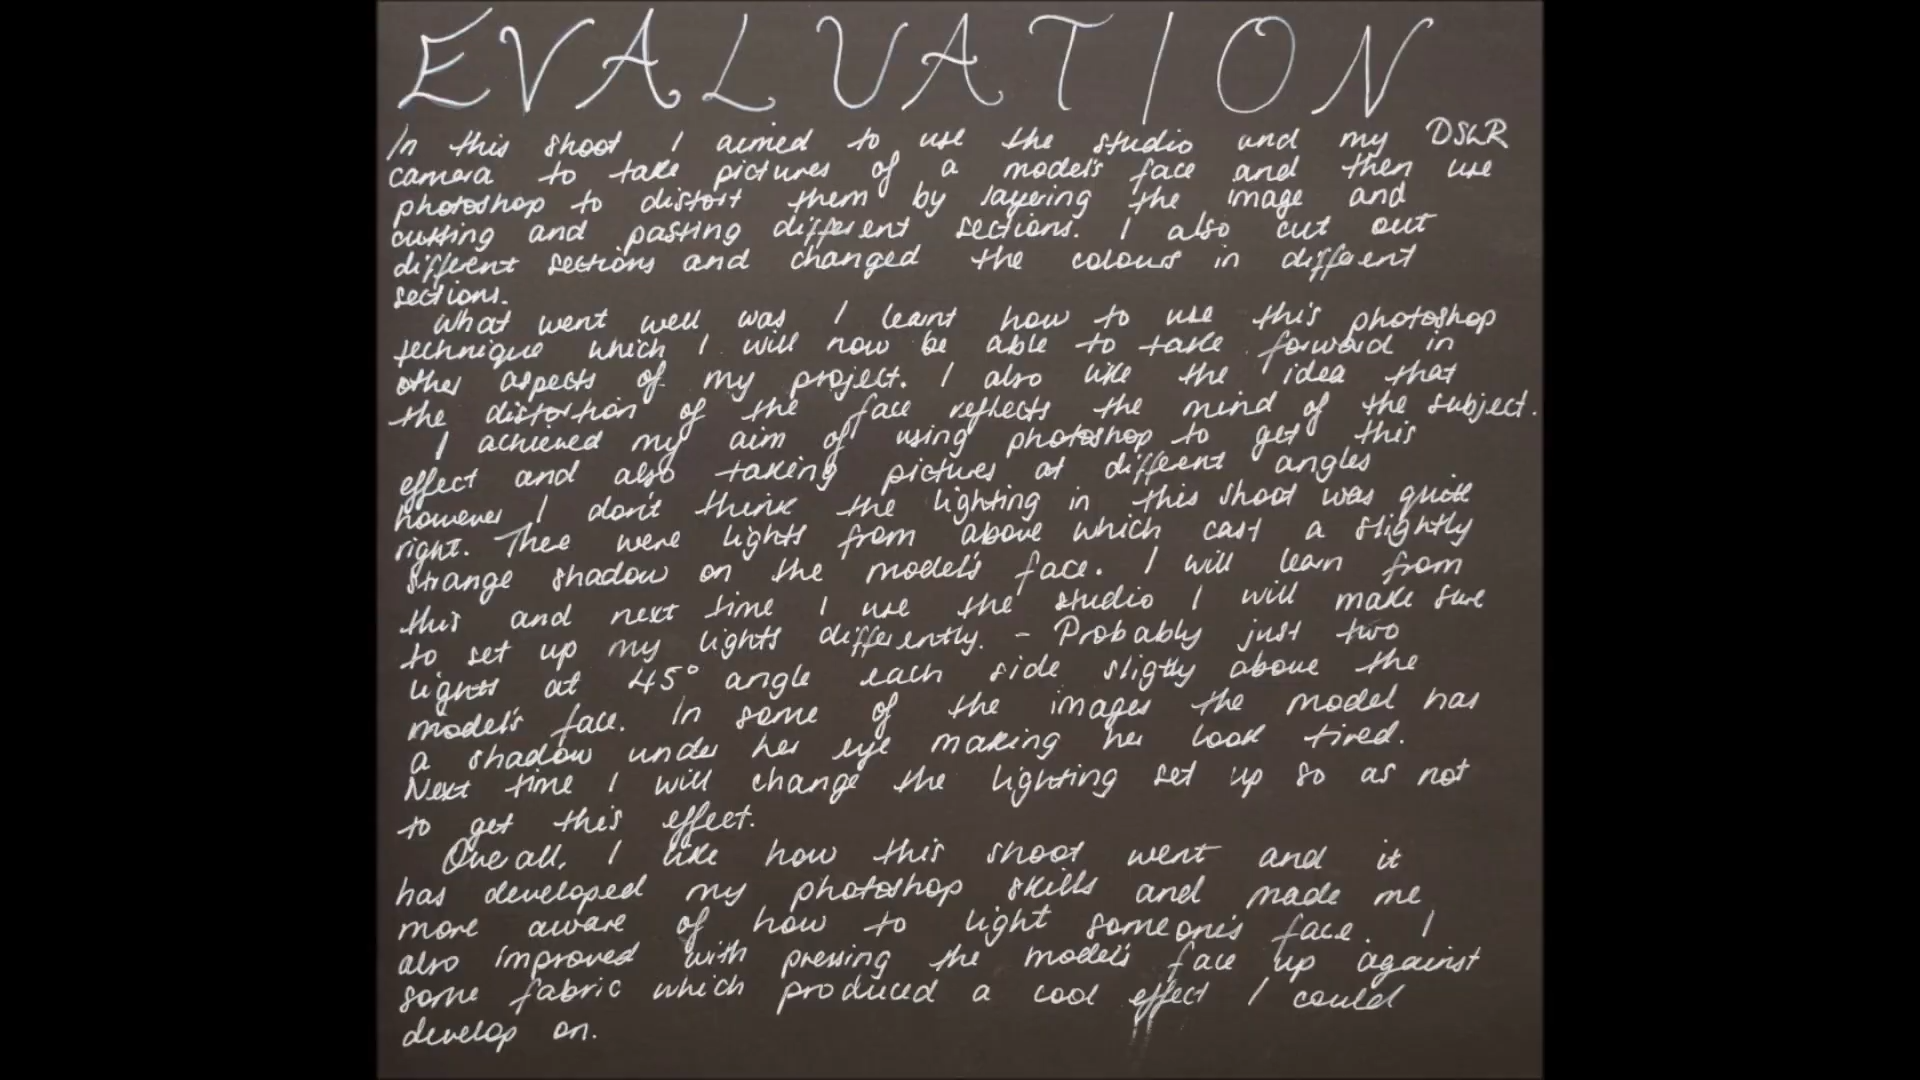 EVALUATION
In this shoot I aimed to use the studio and my DSLR
camera to take pictures of a model's face and then use
photoshop to distort them by layering the image and
cutting and pasting different sections. I also cut out
different sections and changed the colours in different
sections.
What went well was I learnt how to use this photoshop
technique which I will now be able to take forward in
other aspects of my project. I also like the idea that
the distortion of the face reflects the mind of the subject.
I achieved my aim of using photoshop to get this
effect and also taking pictures at different angles
however I don't think the lighting in this shoot was quite
right. There were lights from above which cast a slightly
strange shadow on the model's face. I will learn from
this and next time I use the studio I will make sure
to set up my lights differently. - Probably just two
lights at 45° angle each side sligtly above the
model's face. In some of the images the model has
a shadow under her eye making her look tired.
Next time I will change the lighting set up so as not
to get this effect.
Overall, I like how this shoot went and it
has developed my photoshop skills and made me
more aware of how to light someone's face. I
also improved with pressing the model's face up against
some fabric which produced a cool effect I could
develop on.